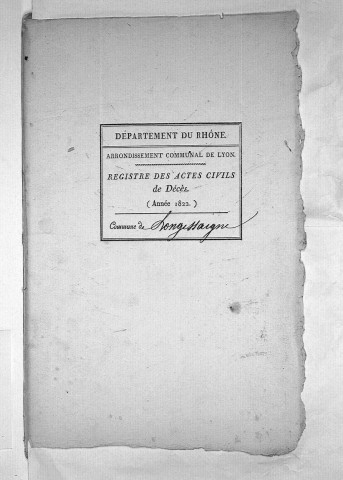 DÉPARTEMENT DU RHÔNE.
ARRONDISSEMENT COMMUNAL DE LYON.
REGISTRE DES ACTES CIVILS
de Décès.
( Année 1822. )
Commune de Longessaigne